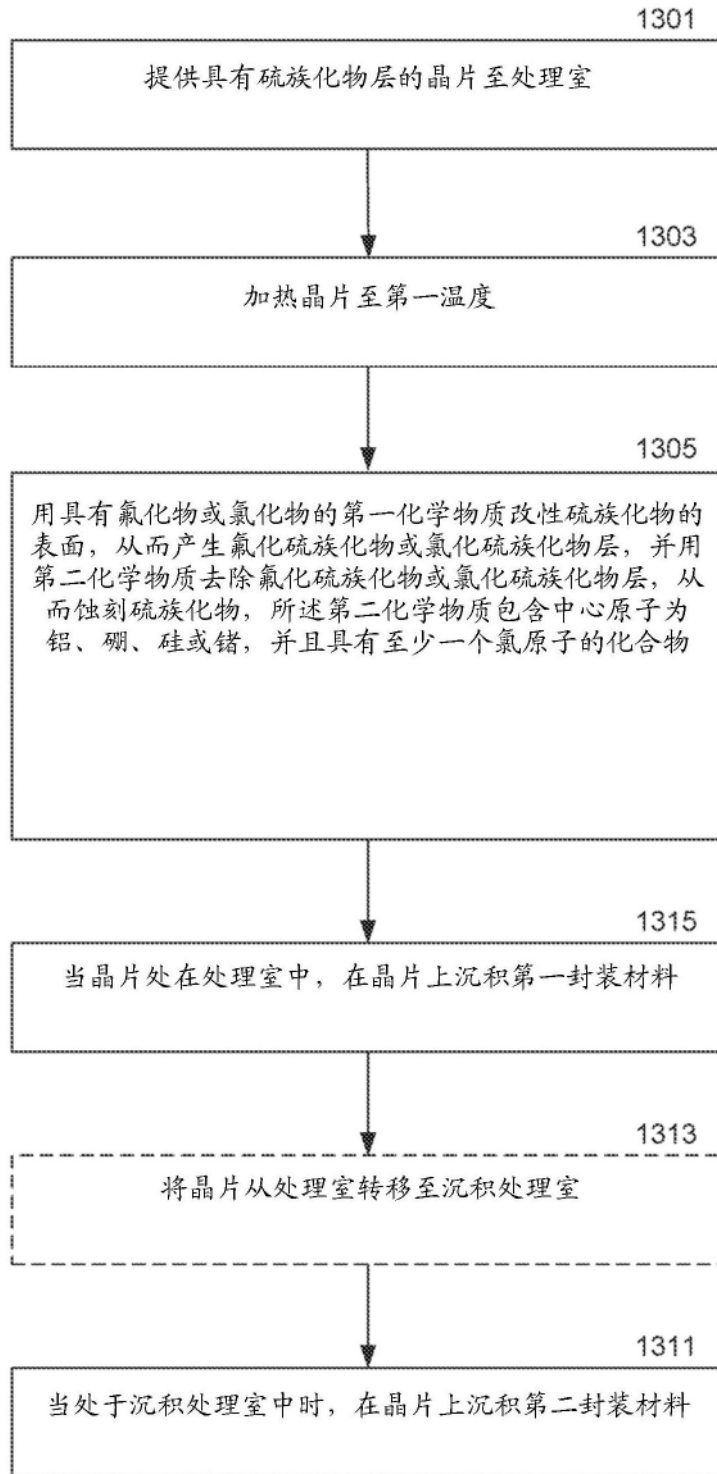 1301
提供具有硫族化物层的晶片至处理室
1303
加热晶片至第一温度
1305
用具有氟化物或氯化物的第一化学物质改性硫族化物的
表面，从而产生氟化硫族化物或氯化硫族化物层，并用
第二化学物质去除氟化硫族化物或氯化硫族化物层，从
而蚀刻硫族化物，所述第二化学物质包含中心原子为
铝、硼、硅或锗，并且具有至少一个氯原子的化合物
1315
当晶片处在处理室中，在晶片上沉积第一封装材料
1313
将晶片从处理室转移至沉积处理室
1311
当处于沉积处理室中时，在晶片上沉积第二封装材料